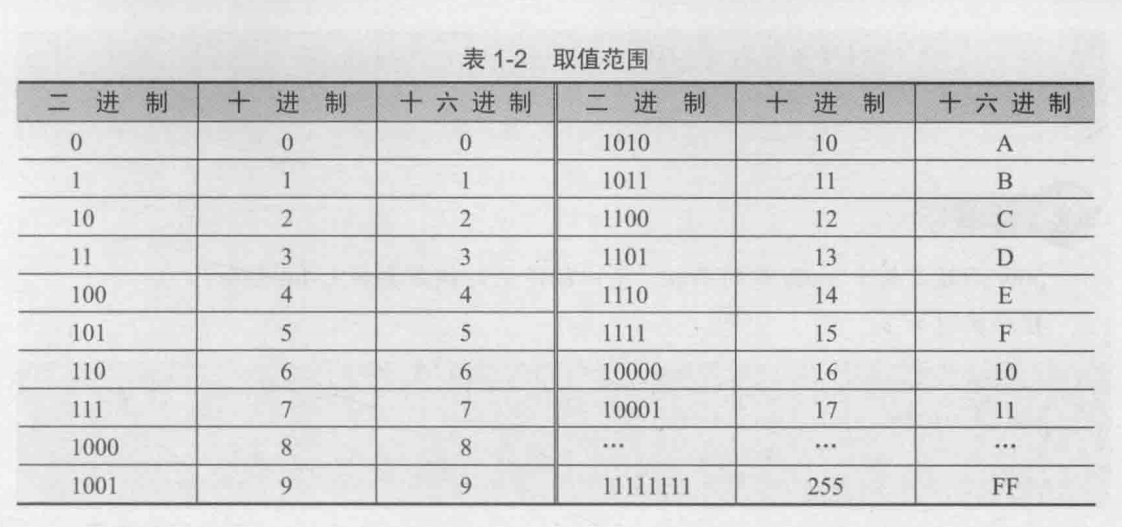 表 1-2 取值范围
二 进 制 十 进 制 十 六 进 制 二 进 制 十 进 制 十 六 进 制
0 0 0 1010 10 A
1 1 1 1011 11 B
10 2 2 1100 12 C
11 3 3 1101 13 D
100 4 4 1110 14 E
101 5 5 1111 15 F
110 6 6 10000 16 10
111 7 7 10001 17 11
1000 8 8 … … …
1001 9 9 11111111 255 FF